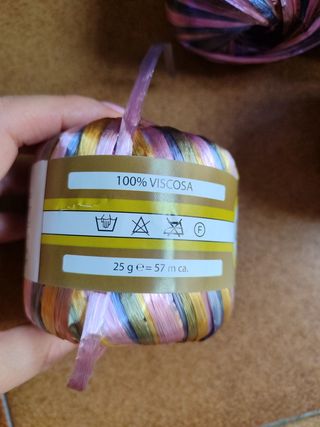 100% VISCOSA
F
25 g ℮ = 57 m ca.